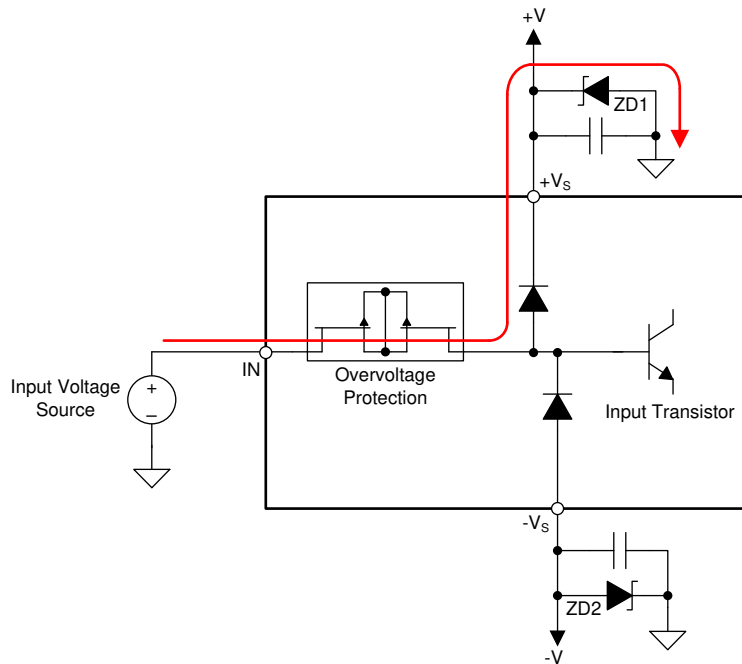 +V
ZD1
+VS
IN
Overvoltage
Protection
Input Voltage
Source
+
–
Input Transistor
-VS
ZD2
-V